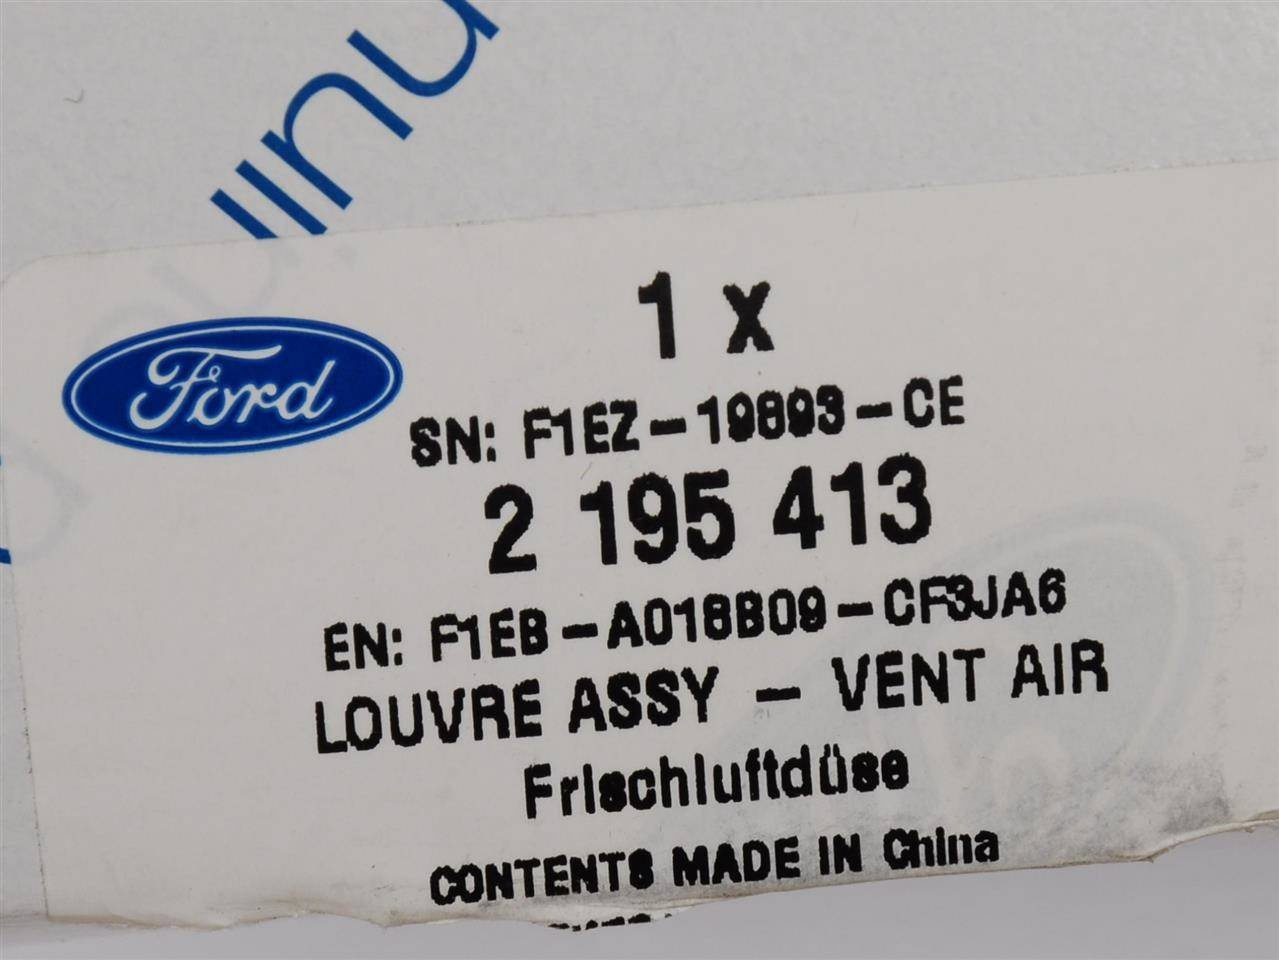 Ford
1 x
SN: F1EZ-19893-CE
2 195 413
EN: F1EB-A018B09-CF3JA6
LOUVRE ASSY - VENT AIR
Frischluftdüse
CONTENTS MADE IN China